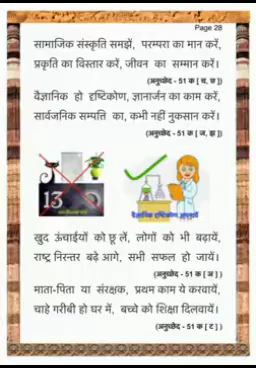 Page 28
सामाजिक संस्कृति समझें, परम्परा का मान करें,
प्रकृति का विस्तार करें, जीवन का सम्मान करें।
(अनुच्छेद - 51 क [ च, छ ])
वैज्ञानिक हो दृष्टिकोण, ज्ञानार्जन का काम करें,
सार्वजनिक सम्पत्ति का, कभी नहीं नुकसान करें।
(अनुच्छेद - 51 क [ ज, झ ])
13
वैज्ञानिक दृष्टिकोण अपनायें
खुद ऊंचाईयों को छू लें, लोगों को भी बढ़ायें,
राष्ट्र निरन्तर बढ़े आगे, सभी सफल हो जायें।
(अनुच्छेद - 51 क [ ञ ] )
माता-पिता या संरक्षक, प्रथम काम ये करवायें,
चाहे गरीबी हो घर में, बच्चे को शिक्षा दिलवायें।
(अनुच्छेद - 51 क [ ट ] )